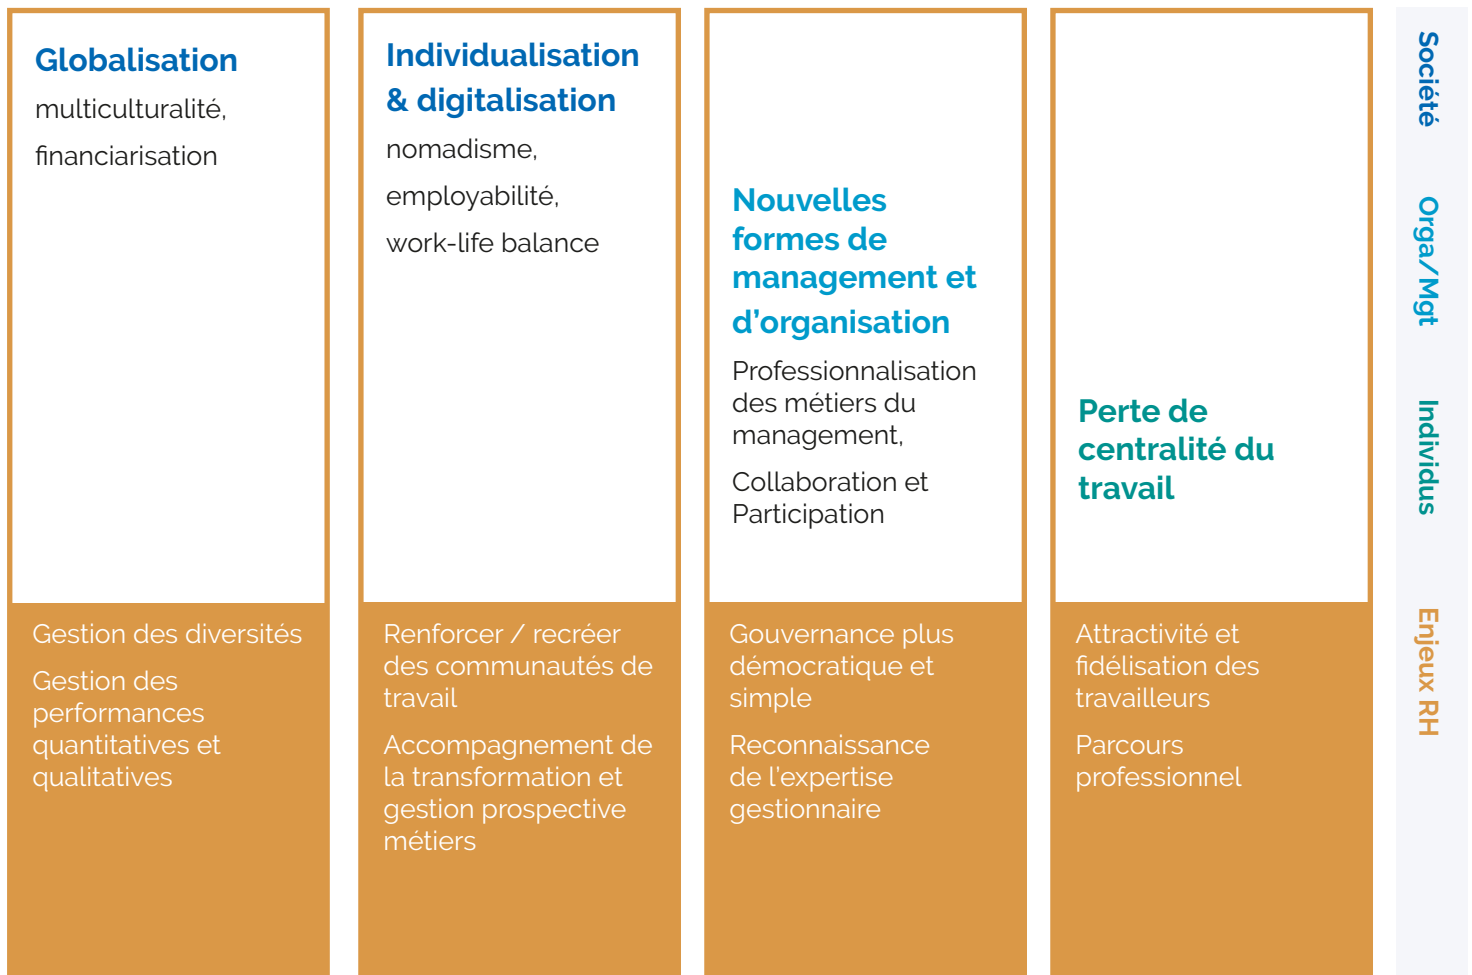 Globalisation
multiculturalité,
financiarisation
Gestion des diversités
Gestion des
performances
quantitatives et
qualitatives
Individualisation
& digitalisation
nomadisme,
employabilité,
work-life balance
Renforcer / recréer
des communautés de
travail
Accompagnement de
la transformation et
gestion prospective
métiers
Nouvelles
formes de
management et
d’organisation
Professionnalisation
des métiers du
management,
Collaboration et
Participation
Gouvernance plus
démocratique et
simple
Reconnaissance
de l’expertise
gestionnaire
Perte de
centralité du
travail
Attractivité et
fidélisation des
travailleurs
Parcours
professionnel
Société
Orga/Mgt
Individus
Enjeux RH